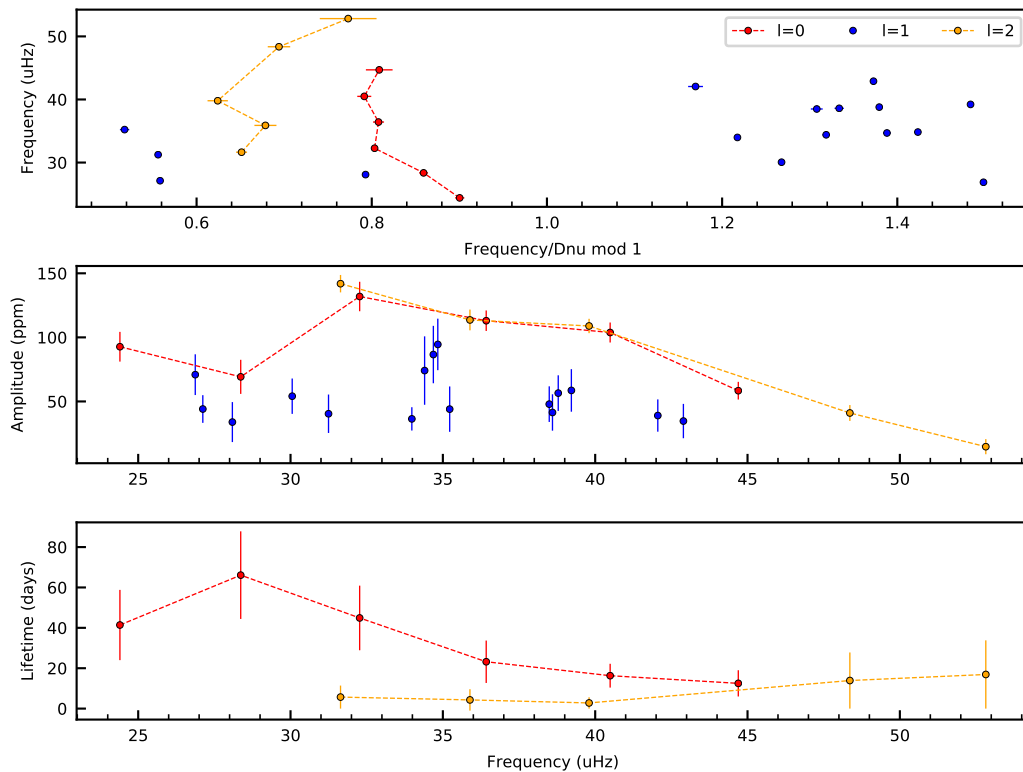 Frequency (uHz)
50
40
30
l=0 l=1 l=2
0.6 0.8 1.0 1.2 1.4
Frequency/Dnu mod 1
Amplitude (ppm)
150
100
50
25 30 35 40 45 50
Lifetime (days)
80
60
40
20
0
25 30 35 40 45 50
Frequency (uHz)